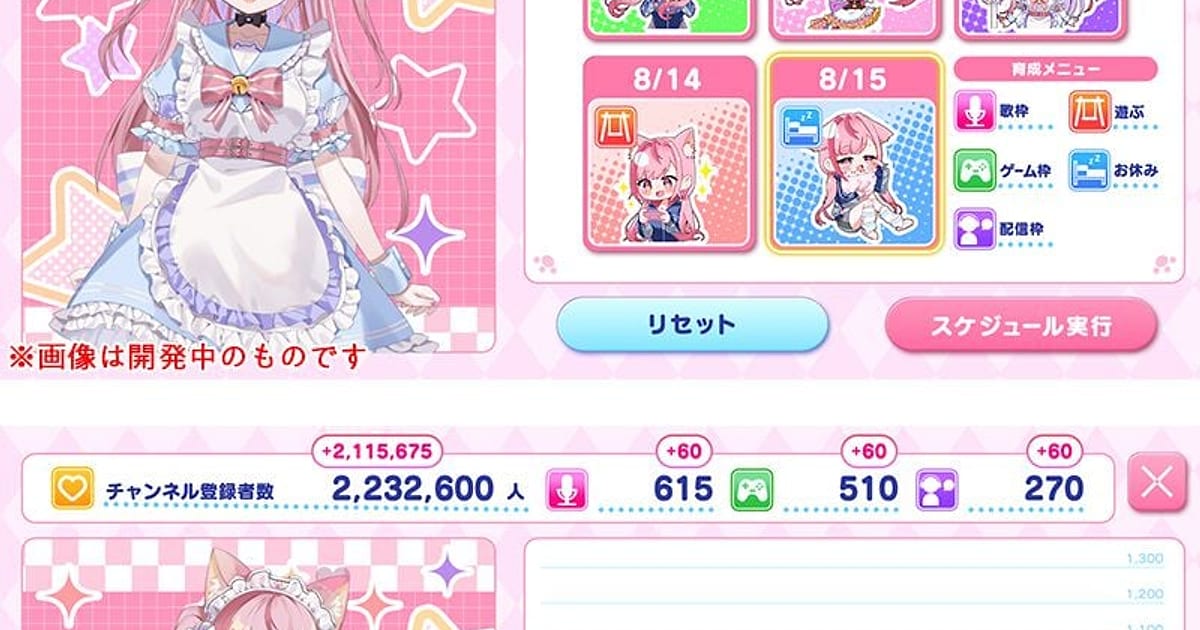 8/14
8/15
育成メニュー
歌枠
遊ぶ
ゲーム枠
お休み
配信枠
リセット
スケジュール実行
※画像は開発中のものです
+2,115,675
+60
+60
+60
チャンネル登録者数
2,232,600 人
615
510
270
1,300
1,200